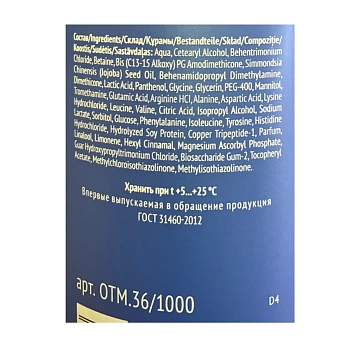 Состав/Ingredients/Склад/Құрамы/Bestandteile/Skład/Compoziție/
Koostis/Sudėtis/Sastāvdaļas: Aqua, Cetearyl Alcohol, Behentrimonium
Chloride, Betaine, Bis (C13-15 Alkoxy) PG Amodimethicone, Simmondsia
Chinensis (Jojoba) Seed Oil, Behenamidopropyl Dimethylamine,
Dimethicone, Lactic Acid, Panthenol, Glycine, Glycerin, PEG-400, Mannitol,
Tromethamine, Glutamic Acid, Arginine HCl, Alanine, Aspartic Acid, Lysine
Hydrochloride, Leucine, Valine, Citric Acid, Isopropyl Alcohol, Sodium
Lactate, Sorbitol, Glucose, Phenylalanine, Isoleucine, Tyrosine, Histidine
Hydrochloride, Hydrolyzed Soy Protein, Copper Tripeptide-1, Parfum,
Linalool, Limonene, Hexyl Cinnamal, Magnesium Ascorbyl Phosphate,
Guar Hydroxypropyltrimonium Chloride, Biosaccharide Gum-2, Tocopheryl
Acetate, Methylchloroisothiazolinone, Methylisothiazolinone.
Хранить при t +5...+25 °C
Впервые выпускаемая в обращение продукция
ГОСТ 31460-2012
арт. ОТМ.36/1000
D4